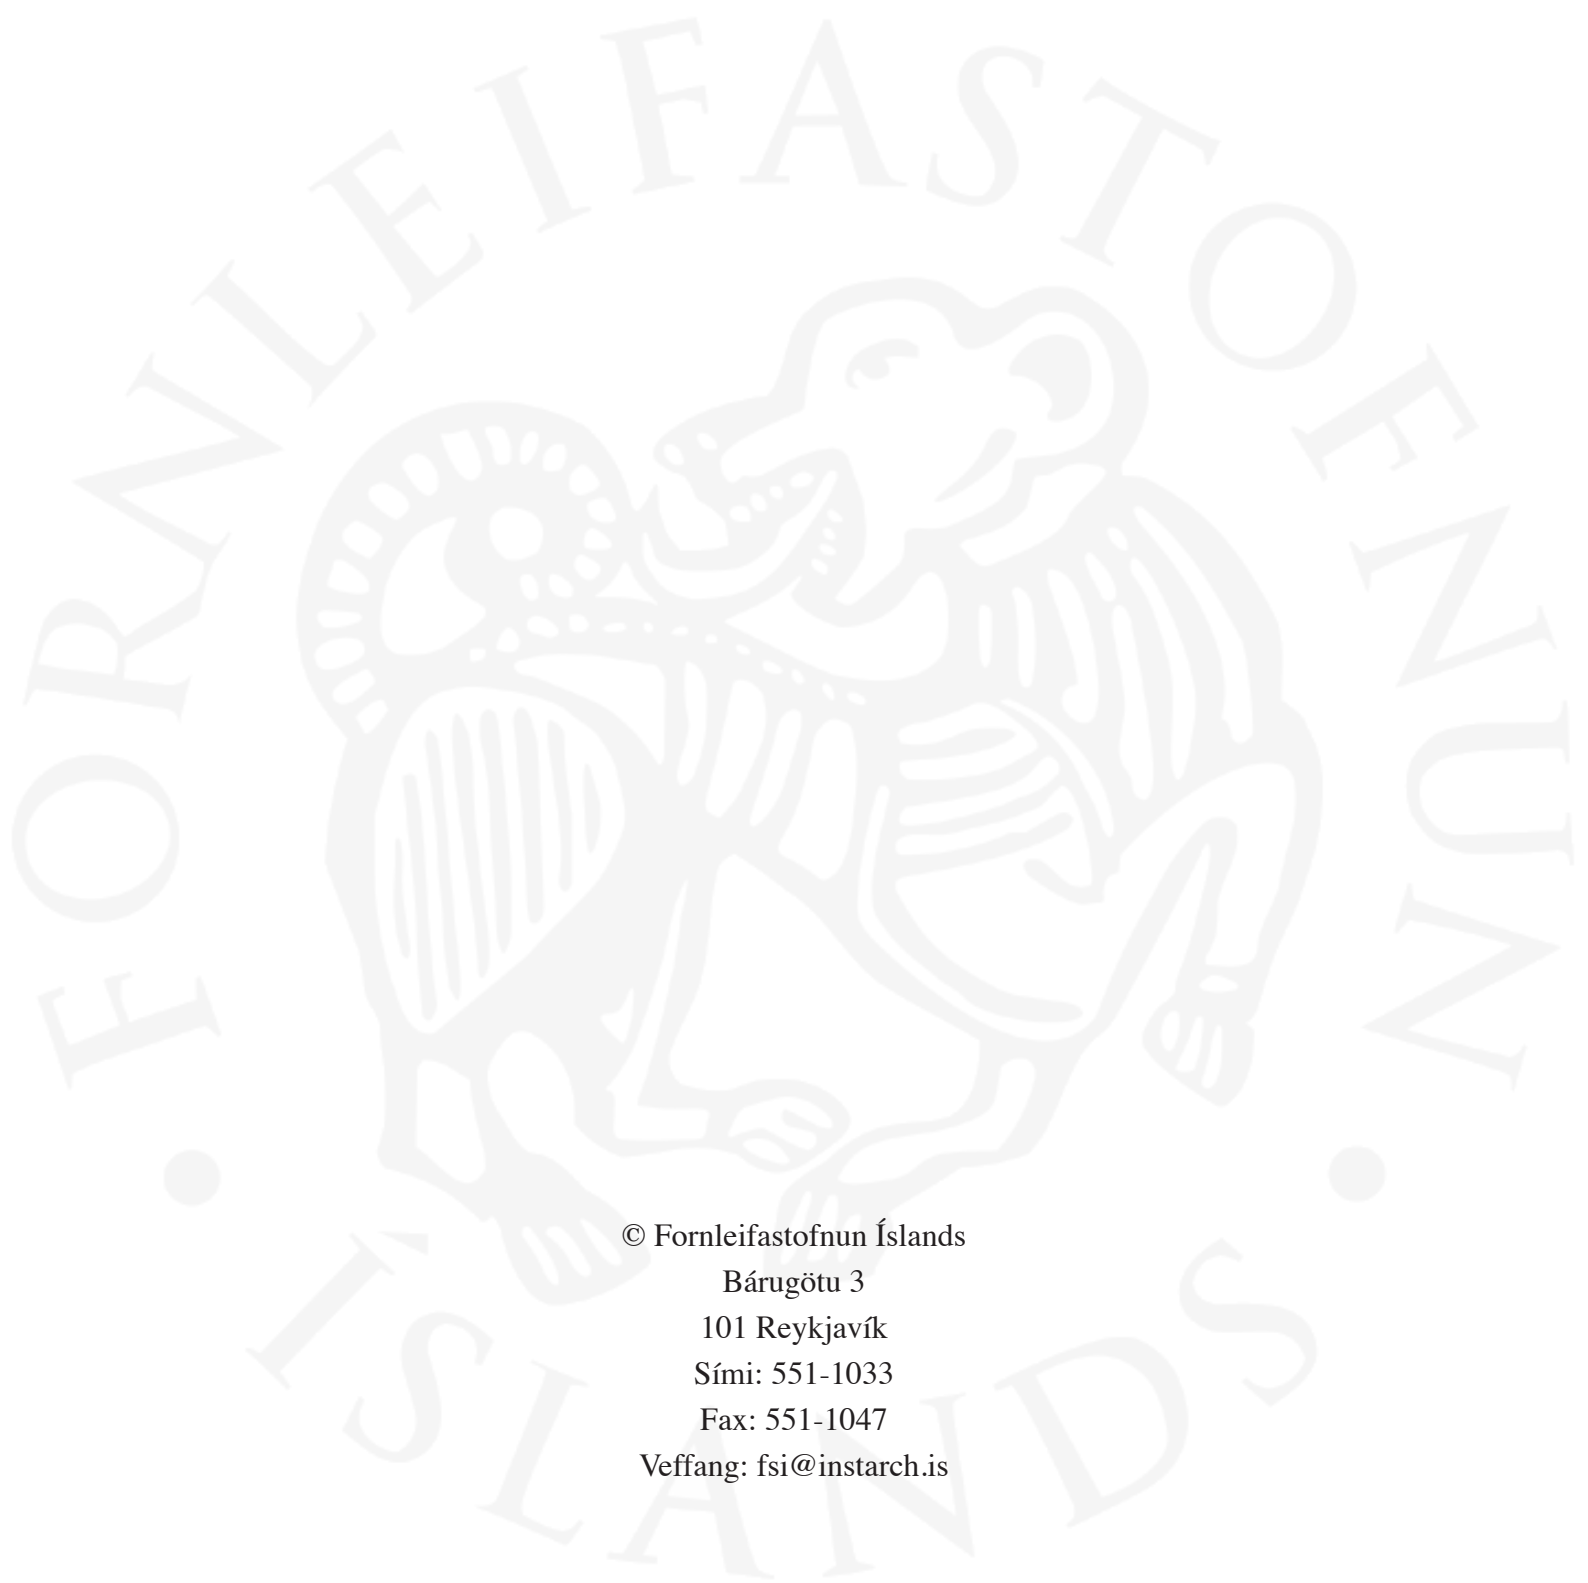 FORNLEIFASTOFNUN
© Fornleifastofnun Íslands
Bárugötu 3
101 Reykjavík
Sími: 551-1033
Fax: 551-1047
Veffang: fsi@instarch.is
ÍSLANDS